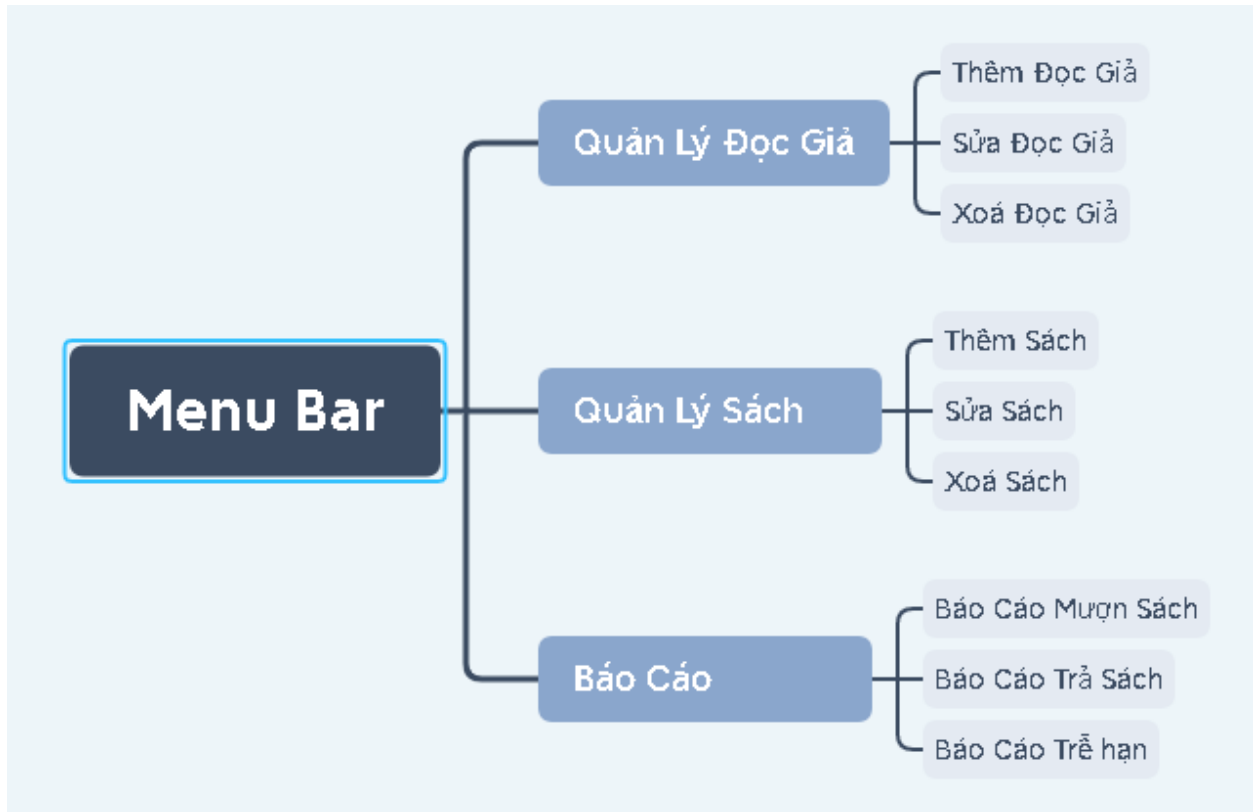 Menu Bar
Quản Lý Đọc Giả
Thêm Đọc Giả
Sửa Đọc Giả
Xoá Đọc Giả
Quản Lý Sách
Thêm Sách
Sửa Sách
Xoá Sách
Báo Cáo
Báo Cáo Mượn Sách
Báo Cáo Trả Sách
Báo Cáo Trễ hạn